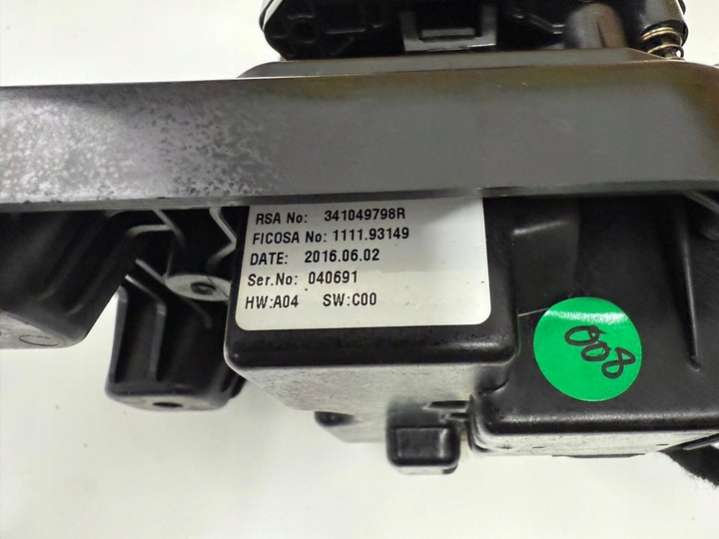 RSA No: 341049798R
FICOSA No: 1111.93149
DATE: 2016.06.02
Ser.No: 040691
HW:A04 SW:C00
008